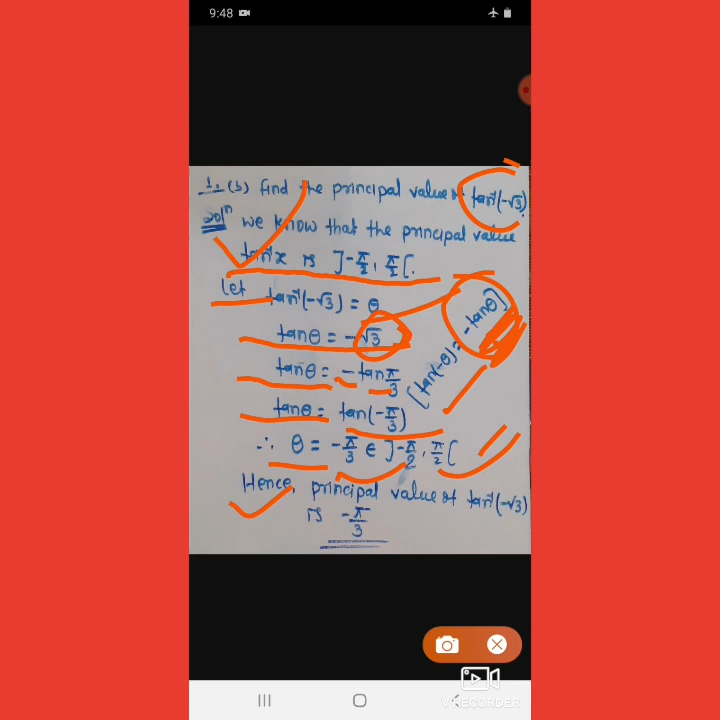 9:48
1. (b) find the principal value of tan⁻¹(-√3).
Solⁿ we know that the principal value
tan⁻¹x is ]-π/2, π/2[.
Let tan⁻¹(-√3) = θ
tanθ = -√3
tanθ = -tan π/3
[tan(-θ) = -tanθ]
tanθ = tan(-π/3)
∴ θ = -π/3 ∈ ]-π/2, π/2[
Hence, principal value of tan⁻¹(-√3)
is -π/3
VRECORDER